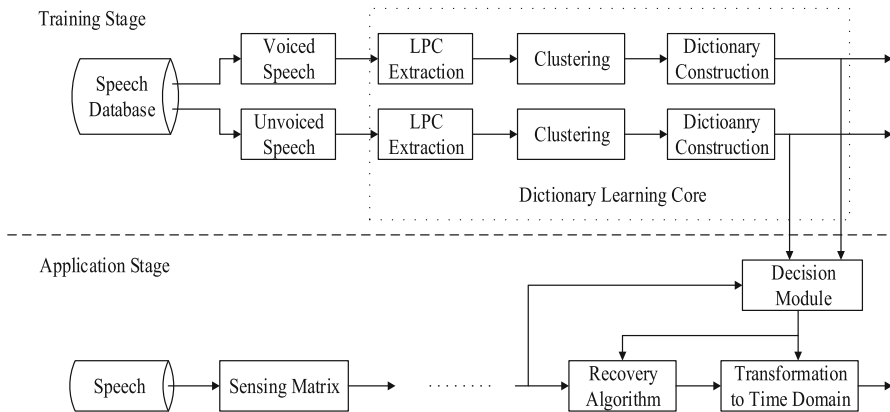 Training Stage
Speech
Database
Voiced
Speech
LPC
Extraction
Clustering
Dictionary
Construction
Unvoiced
Speech
LPC
Extraction
Clustering
Dictioanry
Construction
Dictionary Learning Core
Application Stage
Decision
Module
Speech
Sensing Matrix
Recovery
Algorithm
Transformation
to Time Domain